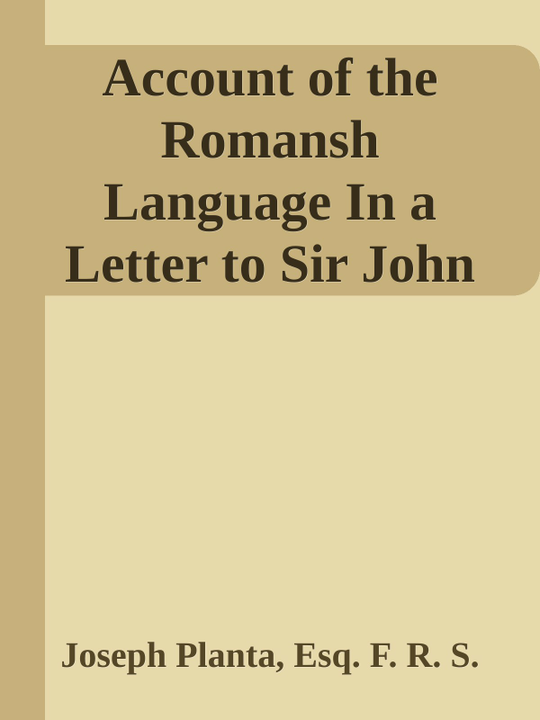 Account of the
Romansh
Language In a
Letter to Sir John
Joseph Planta, Esq. F. R. S.